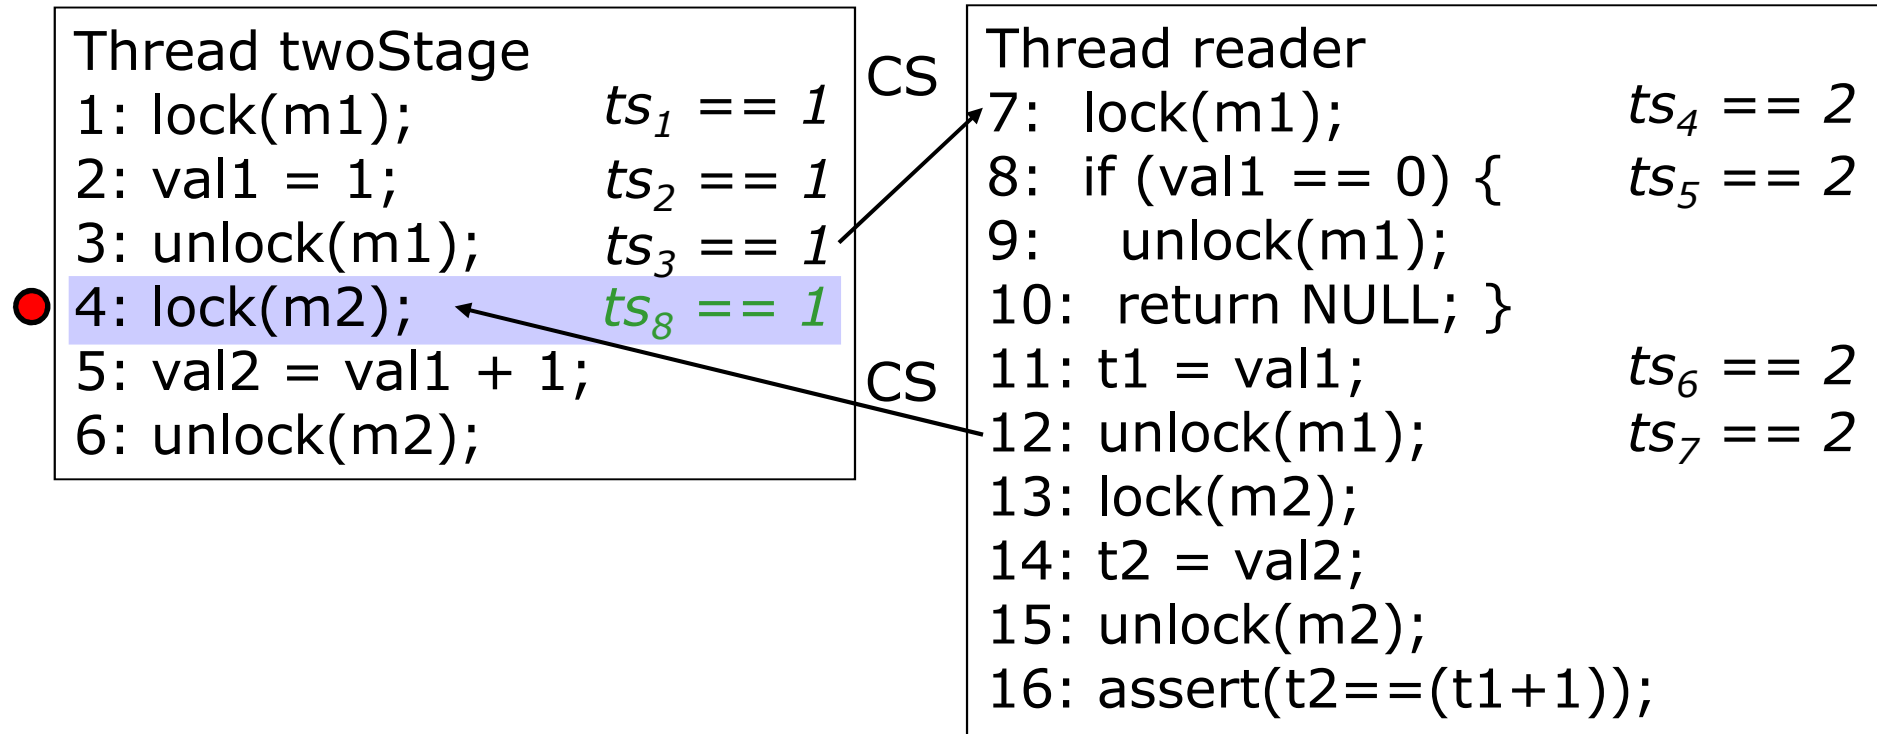 Thread twoStage
1: lock(m1); ts1 == 1
2: val1 = 1; ts2 == 1
3: unlock(m1); ts3 == 1
4: lock(m2); ts8 == 1
5: val2 = val1 + 1;
6: unlock(m2);
CS
CS
Thread reader
7: lock(m1); ts4 == 2
8: if (val1 == 0) { ts5 == 2
9: unlock(m1);
10: return NULL; }
11: t1 = val1; ts6 == 2
12: unlock(m1); ts7 == 2
13: lock(m2);
14: t2 = val2;
15: unlock(m2);
16: assert(t2==(t1+1));